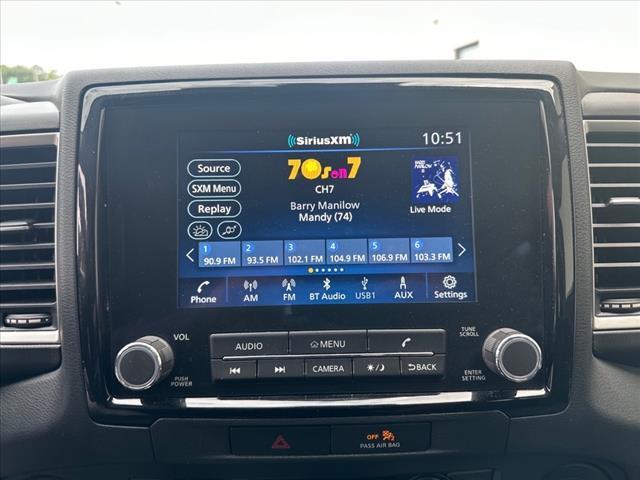 ((SiriusXM))
10:51
Source
SXM Menu
Replay
70s on 7
CH7
Barry Manilow
Mandy (74)
Live Mode
1 2 3 4 5 6
90.9 FM 93.5 FM 102.1 FM 104.9 FM 106.9 FM 103.3 FM
Phone AM FM BT Audio USB1 AUX Settings
VOL
PUSH POWER
AUDIO MENU
CAMERA BACK
TUNE SCROLL
ENTER SETTING
OFF 2
PASS AIR BAG